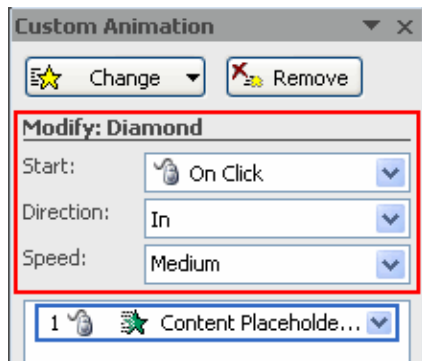 Custom Animation
Change Remove
Modify: Diamond
Start: On Click
Direction: In
Speed: Medium
1 Content Placeholde...